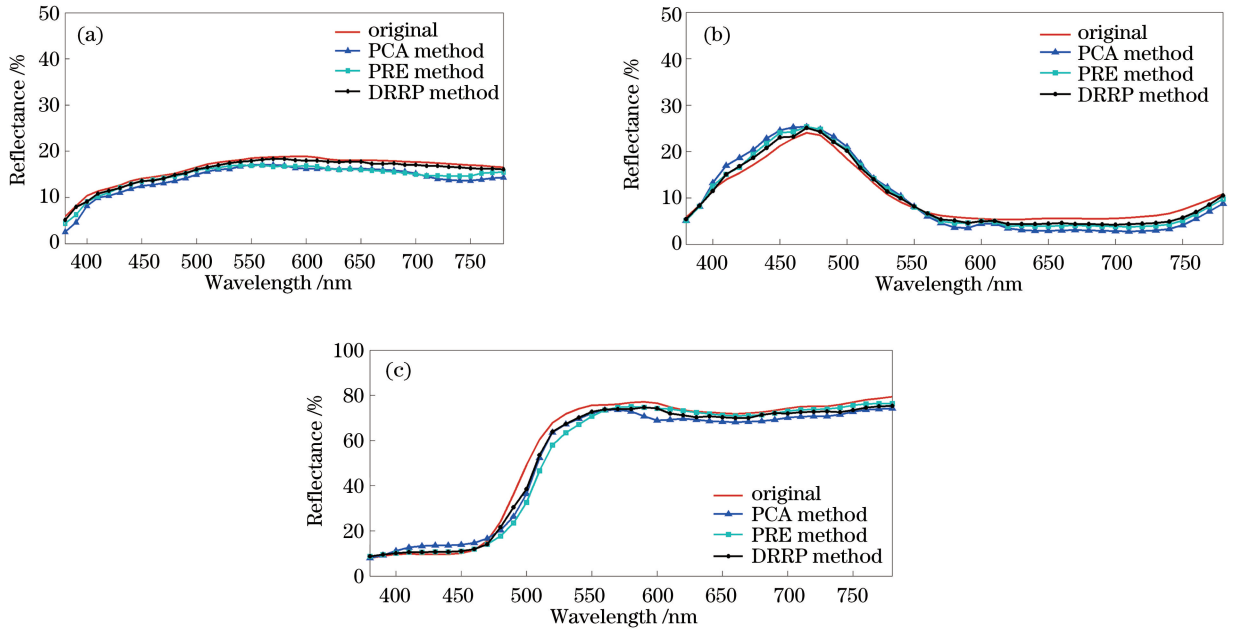 (a)
original
PCA method
PRE method
DRRP method
Reflectance /%
50
40
30
20
10
0
400 450 500 550 600 650 700 750
Wavelength /nm
(b)
original
PCA method
PRE method
DRRP method
Reflectance /%
50
40
30
20
10
0
400 450 500 550 600 650 700 750
Wavelength /nm
(c)
original
PCA method
PRE method
DRRP method
Reflectance /%
100
80
60
40
20
0
400 450 500 550 600 650 700 750
Wavelength /nm